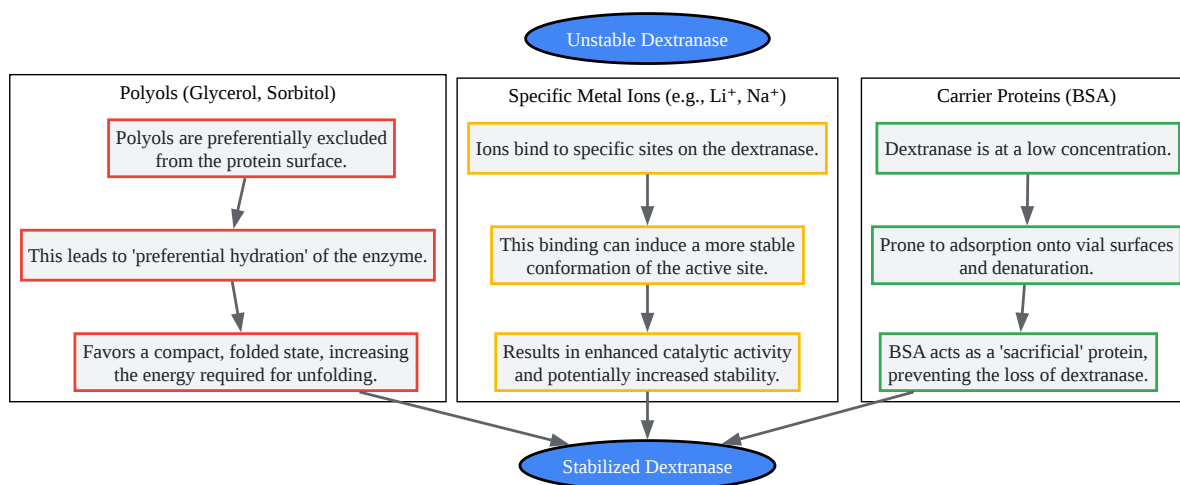 Unstable Dextranase
Polyols (Glycerol, Sorbitol)
Polyols are preferentially excluded
from the protein surface.
This leads to 'preferential hydration' of the enzyme.
Favors a compact, folded state, increasing
the energy required for unfolding.
Specific Metal Ions (e.g., Li⁺, Na⁺)
Ions bind to specific sites on the dextranase.
This binding can induce a more stable
conformation of the active site.
Results in enhanced catalytic activity
and potentially increased stability.
Carrier Proteins (BSA)
Dextranase is at a low concentration.
Prone to adsorption onto vial surfaces
and denaturation.
BSA acts as a 'sacrificial' protein,
preventing the loss of dextranase.
Stabilized Dextranase